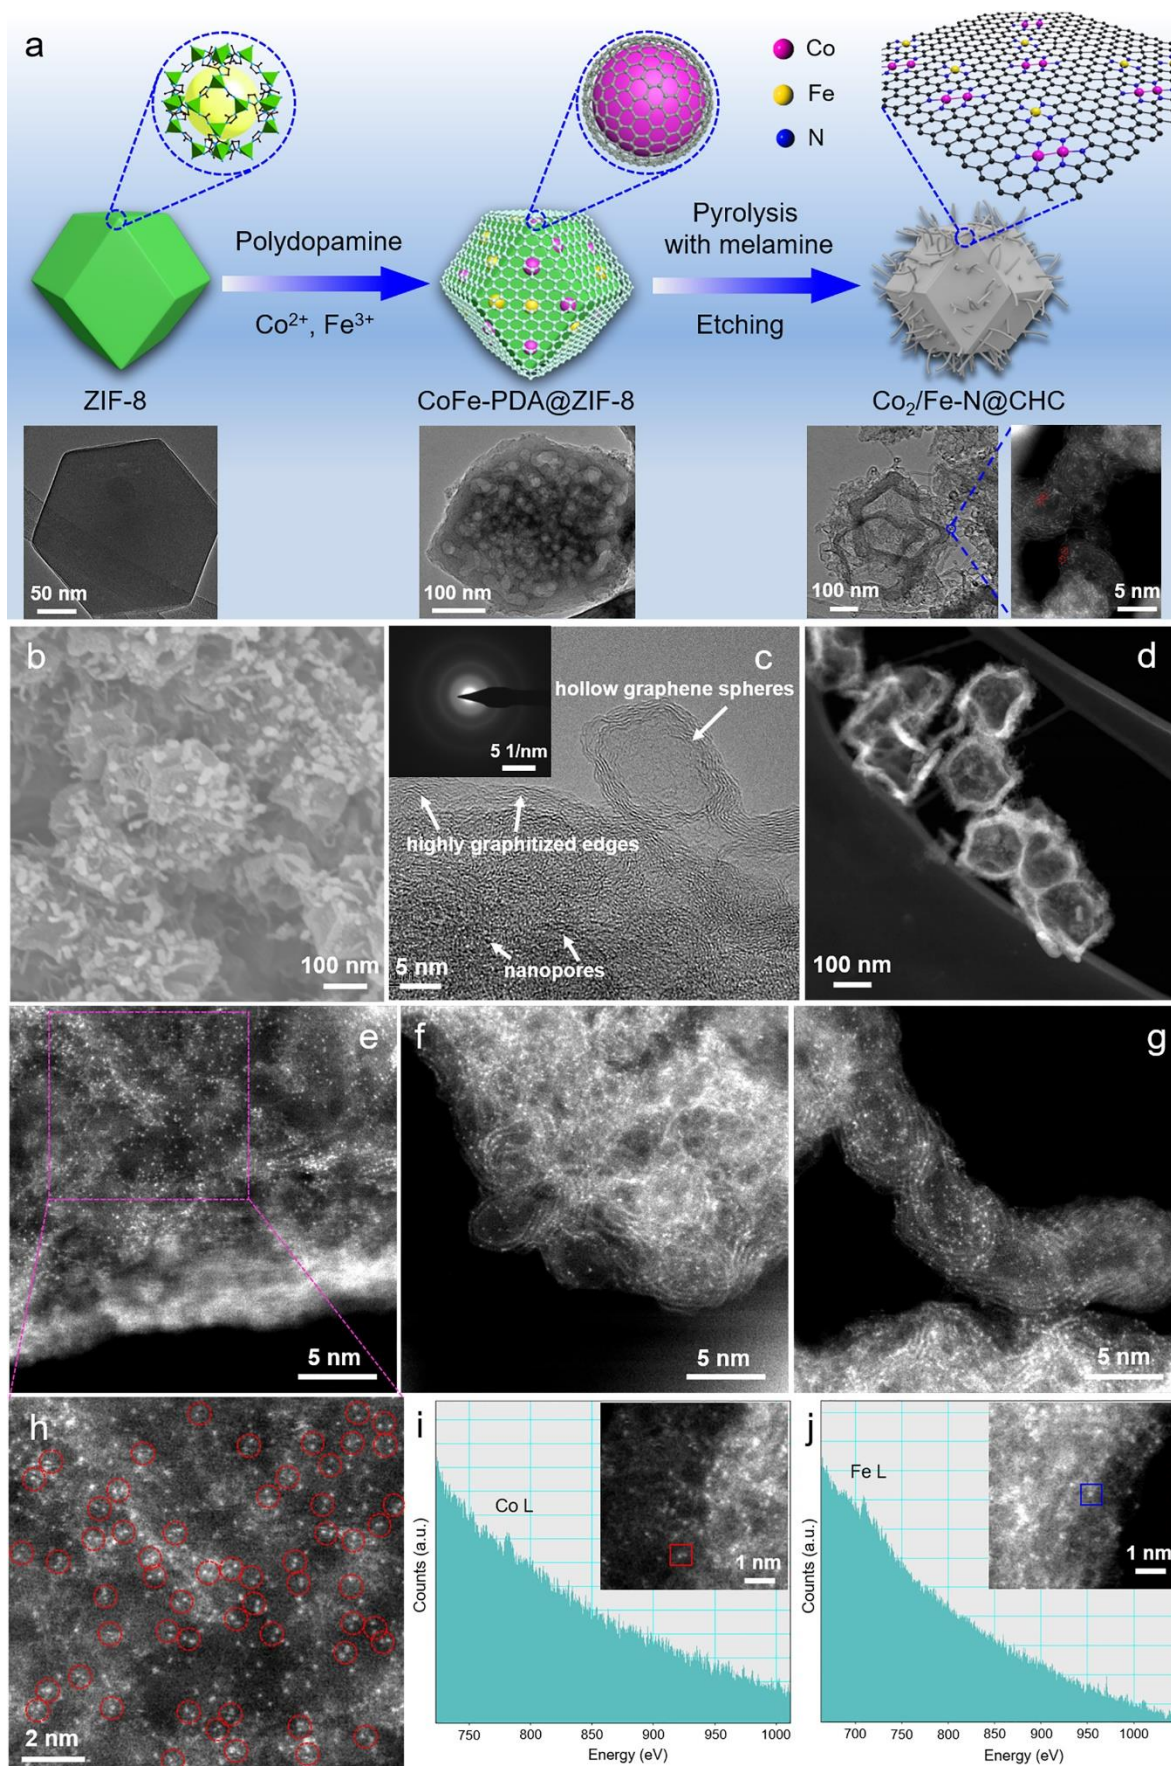 a
Co
Fe
N
Polydopamine
Co²⁺, Fe³⁺
Pyrolysis
with melamine
Etching
ZIF-8
CoFe-PDA@ZIF-8
Co₂/Fe-N@CHC
50 nm
100 nm
100 nm
5 nm
b
100 nm
c
5 1/nm
hollow graphene spheres
highly graphitized edges
nanopores
5 nm
d
100 nm
e
5 nm
f
5 nm
g
5 nm
h
2 nm
i
Co L
1 nm
Counts (a.u.)
750 800 850 900 950 1000
Energy (eV)
j
Fe L
1 nm
Counts (a.u.)
700 750 800 850 900 950 1000
Energy (eV)